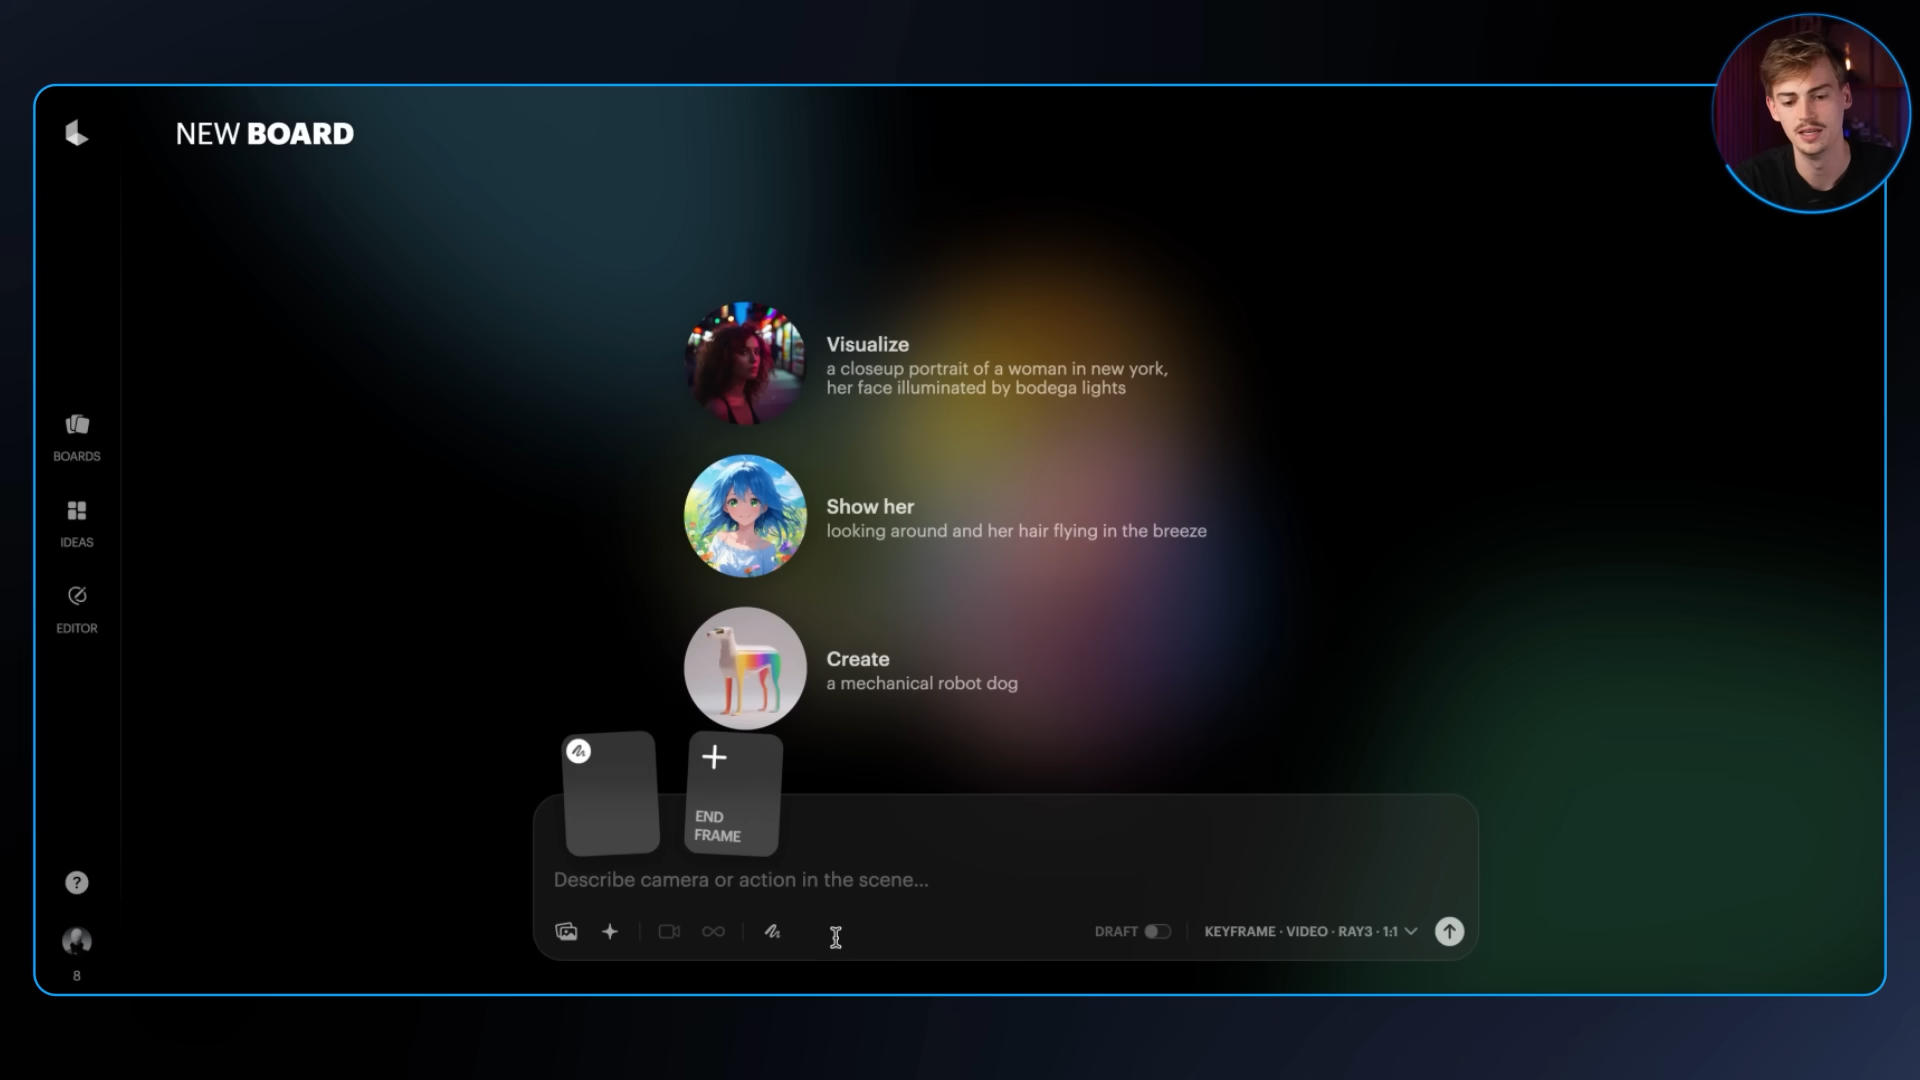 NEW BOARD
Visualize
a closeup portrait of a woman in new york,
her face illuminated by bodega lights
BOARDS
Show her
looking around and her hair flying in the breeze
IDEAS
EDITOR
Create
a mechanical robot dog
END
FRAME
Describe camera or action in the scene...
?
DRAFT
KEYFRAME · VIDEO · RAY3 · 1:1
8